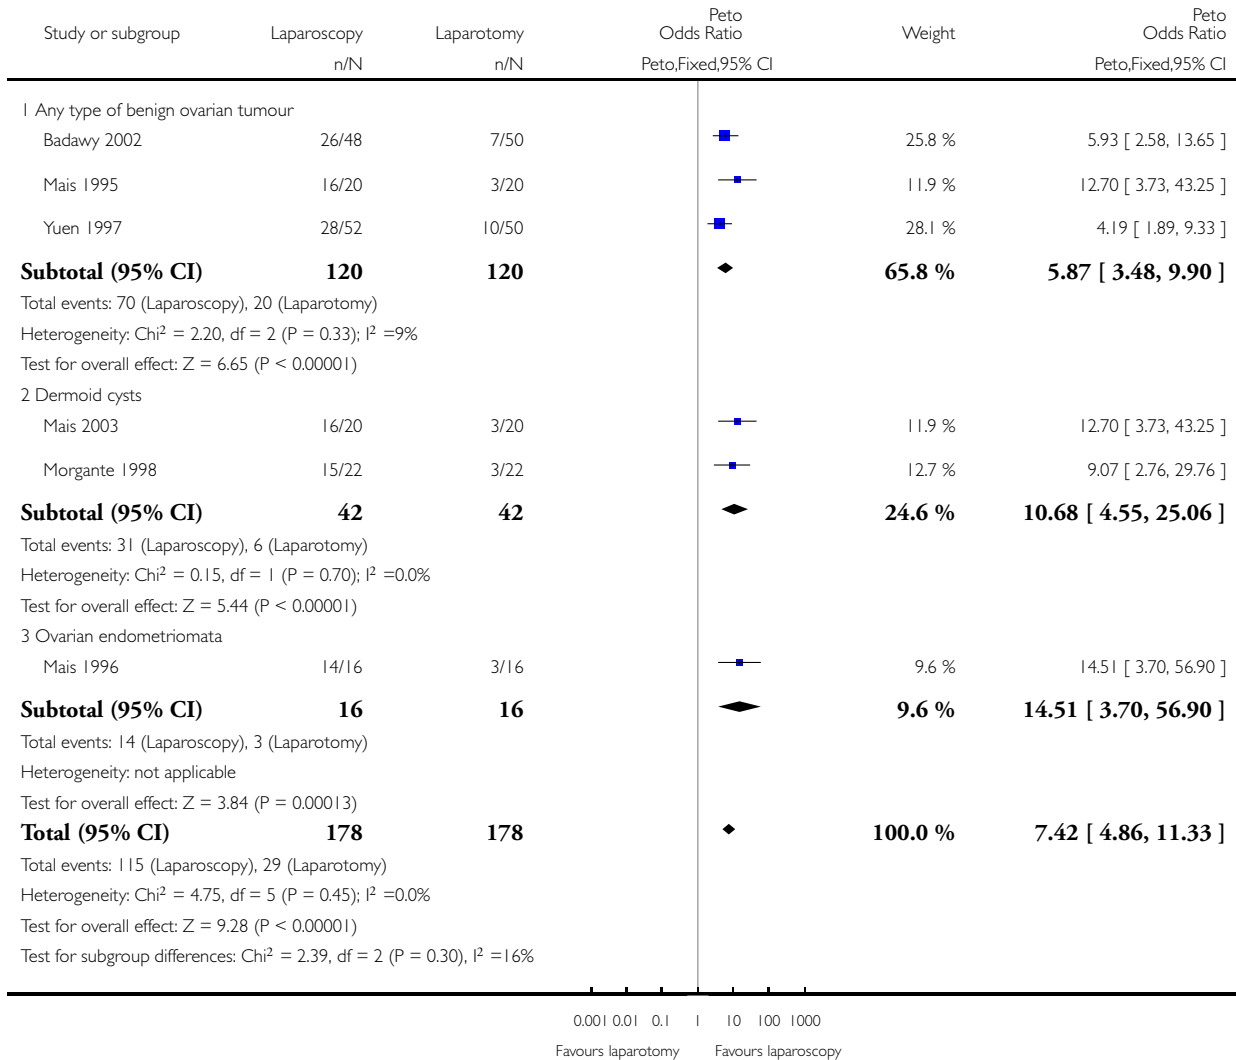 Study or subgroup Laparoscopy Laparotomy Peto Odds Ratio Weight Peto Odds Ratio
n/N n/N Peto,Fixed,95% CI Peto,Fixed,95% CI
1 Any type of benign ovarian tumour
Badawy 2002 26/48 7/50 25.8 % 5.93 [ 2.58, 13.65 ]
Mais 1995 16/20 3/20 11.9 % 12.70 [ 3.73, 43.25 ]
Yuen 1997 28/52 10/50 28.1 % 4.19 [ 1.89, 9.33 ]
Subtotal (95% CI) 120 120 65.8 % 5.87 [ 3.48, 9.90 ]
Total events: 70 (Laparoscopy), 20 (Laparotomy)
Heterogeneity: Chi² = 2.20, df = 2 (P = 0.33); I² =9%
Test for overall effect: Z = 6.65 (P < 0.00001)
2 Dermoid cysts
Mais 2003 16/20 3/20 11.9 % 12.70 [ 3.73, 43.25 ]
Morgante 1998 15/22 3/22 12.7 % 9.07 [ 2.76, 29.76 ]
Subtotal (95% CI) 42 42 24.6 % 10.68 [ 4.55, 25.06 ]
Total events: 31 (Laparoscopy), 6 (Laparotomy)
Heterogeneity: Chi² = 0.15, df = 1 (P = 0.70); I² =0.0%
Test for overall effect: Z = 5.44 (P < 0.00001)
3 Ovarian endometriomata
Mais 1996 14/16 3/16 9.6 % 14.51 [ 3.70, 56.90 ]
Subtotal (95% CI) 16 16 9.6 % 14.51 [ 3.70, 56.90 ]
Total events: 14 (Laparoscopy), 3 (Laparotomy)
Heterogeneity: not applicable
Test for overall effect: Z = 3.84 (P = 0.00013)
Total (95% CI) 178 178 100.0 % 7.42 [ 4.86, 11.33 ]
Total events: 115 (Laparoscopy), 29 (Laparotomy)
Heterogeneity: Chi² = 4.75, df = 5 (P = 0.45); I² =0.0%
Test for overall effect: Z = 9.28 (P < 0.00001)
Test for subgroup differences: Chi² = 2.39, df = 2 (P = 0.30), I² =16%
0.001 0.01 0.1 1 10 100 1000
Favours laparotomy Favours laparoscopy